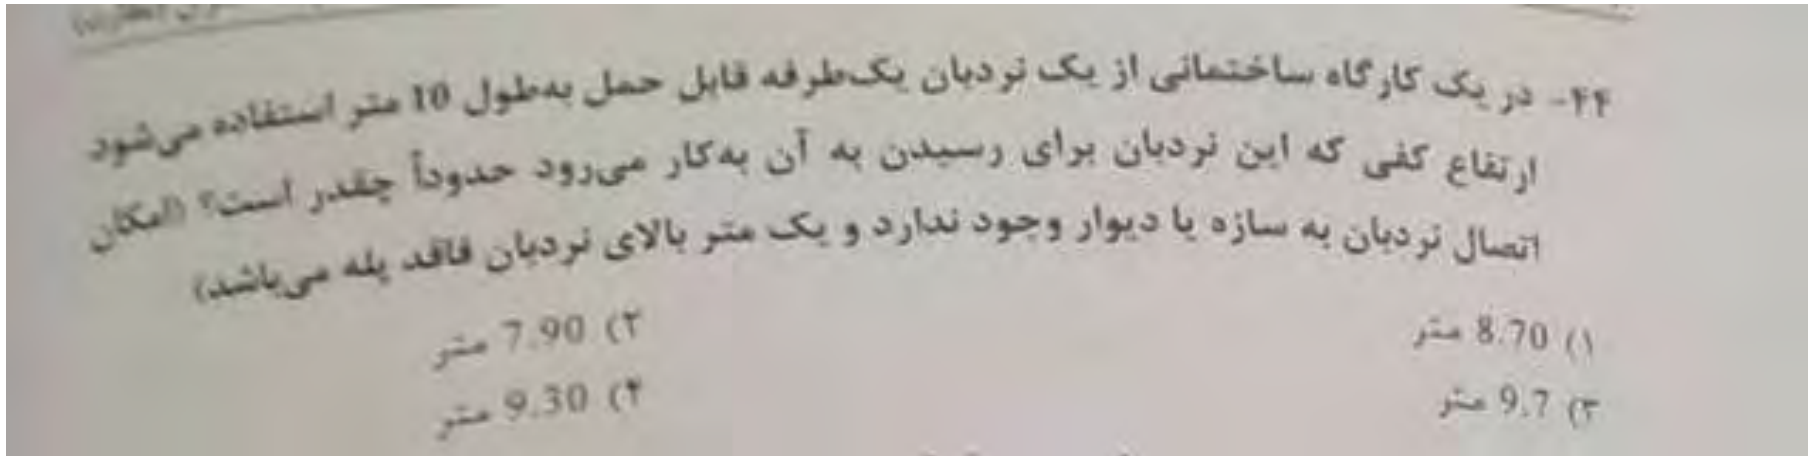 ۴۴- در یک کارگاه ساختمانی از یک نردبان یک‌طرفه قابل حمل به‌طول 10 متر استفاده می‌شود
ارتفاع کفی که این نردبان برای رسیدن به آن به‌کار می‌رود حدوداً چقدر است؟ (امکان
اتصال نردبان به سازه یا دیوار وجود ندارد و یک متر بالای نردبان فاقد پله می‌باشد)
۱) 8.70 متر
۲) 7.90 متر
۳) 9.7 متر
۴) 9.30 متر